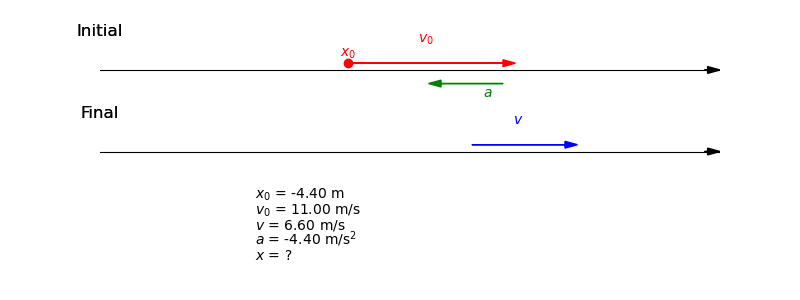 Initial
v₀
x₀
a
Final
v
x₀ = -4.40 m
v₀ = 11.00 m/s
v = 6.60 m/s
a = -4.40 m/s²
x = ?